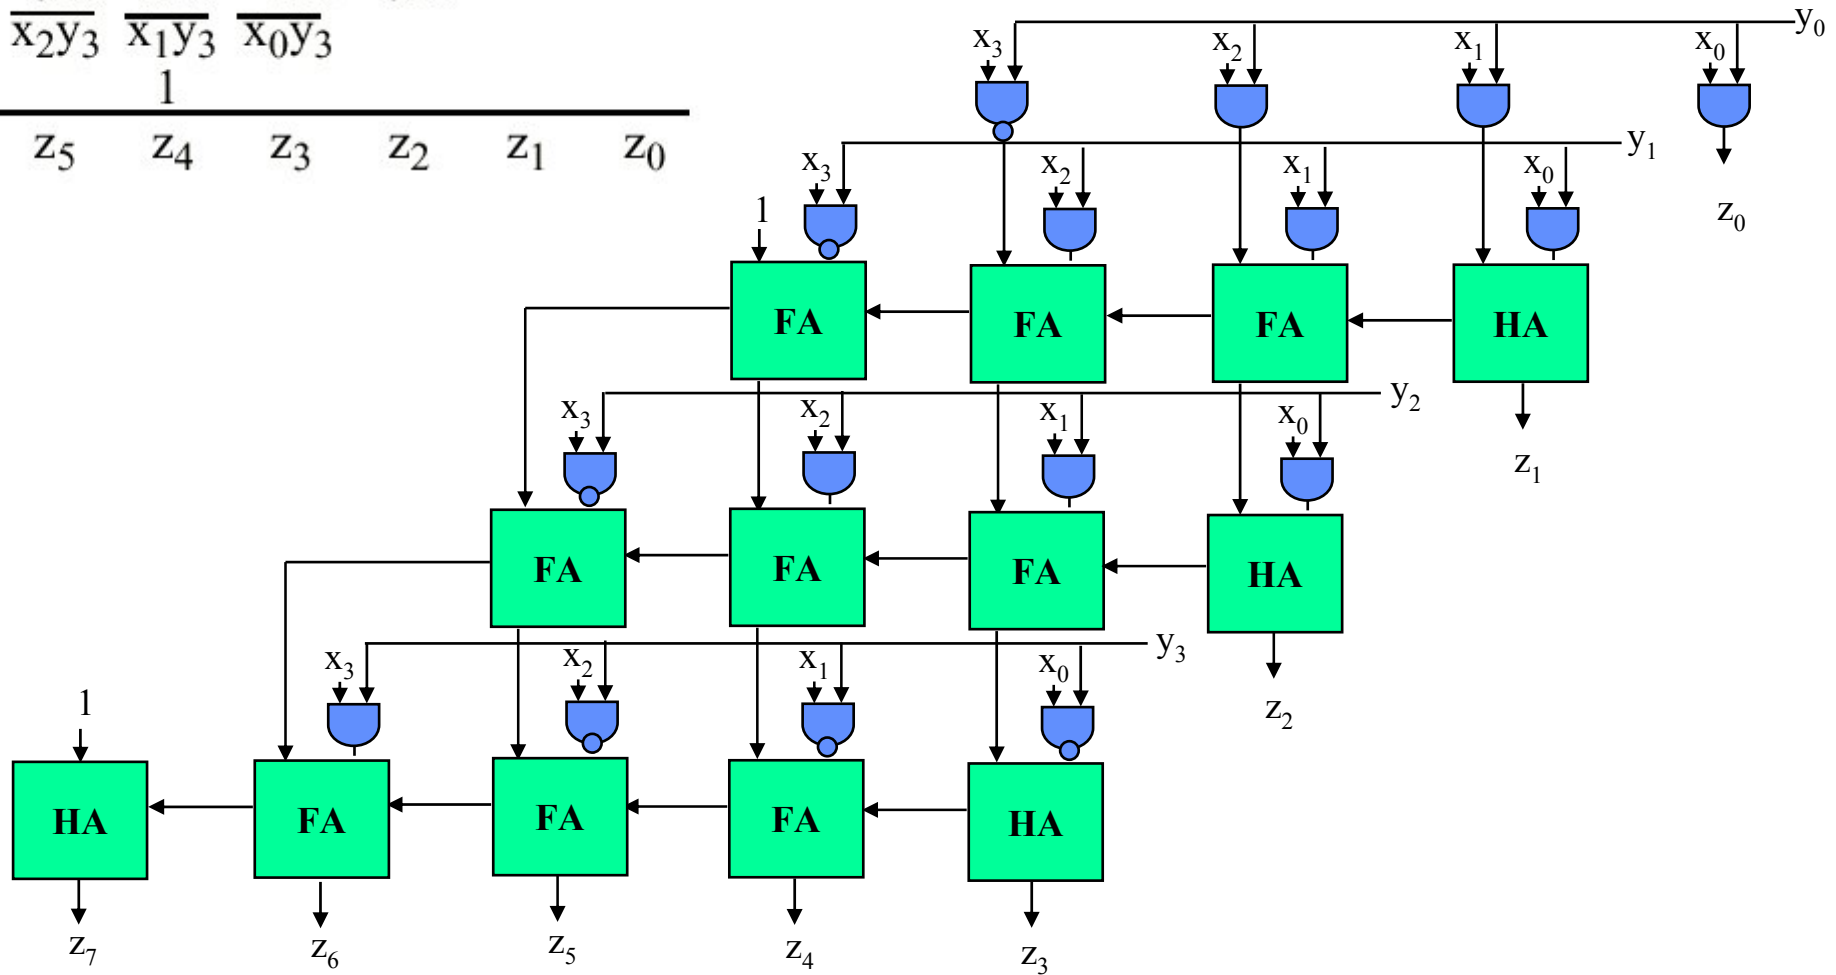 x₂y₃ x₁y₃ x₀y₃
1
z₅ z₄ z₃ z₂ z₁ z₀
y₀
x₃ x₂ x₁ x₀
y₁
x₃ x₂ x₁ x₀
1
z₀
FA FA FA HA
y₂
x₃ x₂ x₁ x₀
z₁
FA FA FA HA
y₃
x₃ x₂ x₁ x₀
1
z₂
HA FA FA FA HA
z₇ z₆ z₅ z₄ z₃